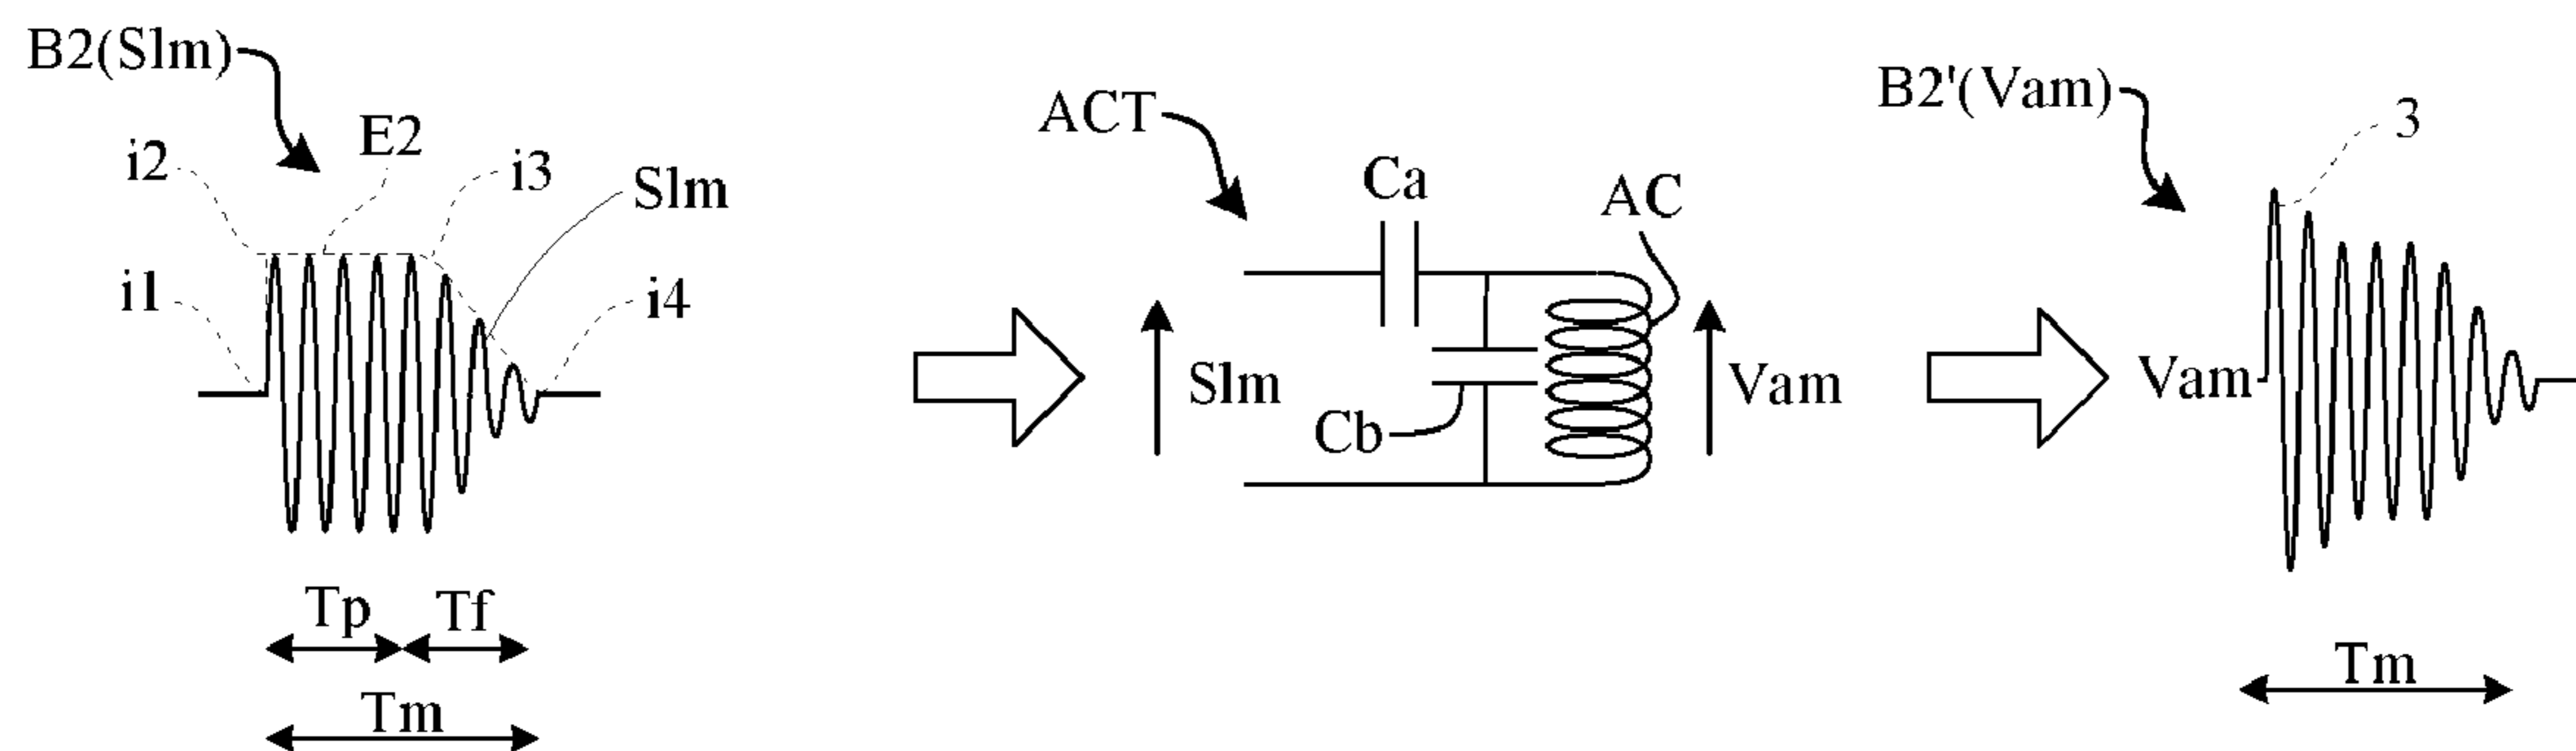 B2(Slm)
i2
E2
i3
Slm
i1
i4
Tp
Tf
Tm
ACT
Ca
AC
Slm
Cb
Vam
B2'(Vam)
3
Vam
Tm